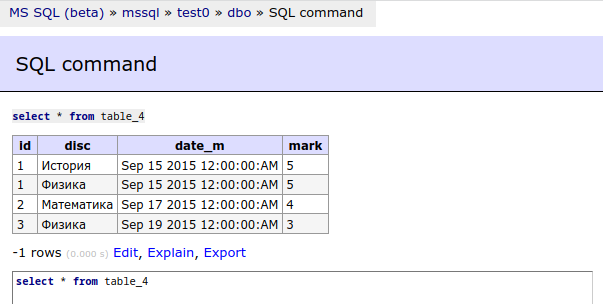 MS SQL (beta) » mssql » test0 » dbo » SQL command
SQL command
select * from table_4
id disc date_m mark
1 История Sep 15 2015 12:00:00:AM 5
1 Физика Sep 15 2015 12:00:00:AM 5
2 Математика Sep 17 2015 12:00:00:AM 4
3 Физика Sep 19 2015 12:00:00:AM 3
-1 rows (0.000 s) Edit, Explain, Export
select * from table_4